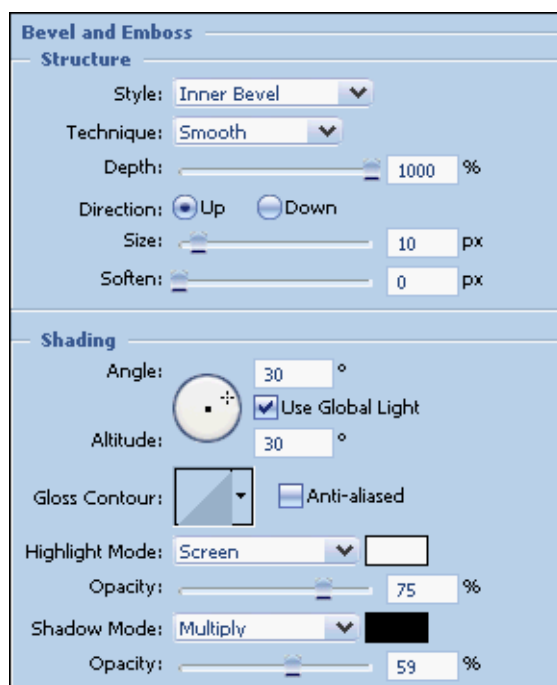 Bevel and Emboss
Structure
Style: Inner Bevel
Technique: Smooth
Depth: 1000 %
Direction: Up Down
Size: 10 px
Soften: 0 px
Shading
Angle: 30 °
Use Global Light
Altitude: 30 °
Gloss Contour: Anti-aliased
Highlight Mode: Screen
Opacity: 75 %
Shadow Mode: Multiply
Opacity: 59 %